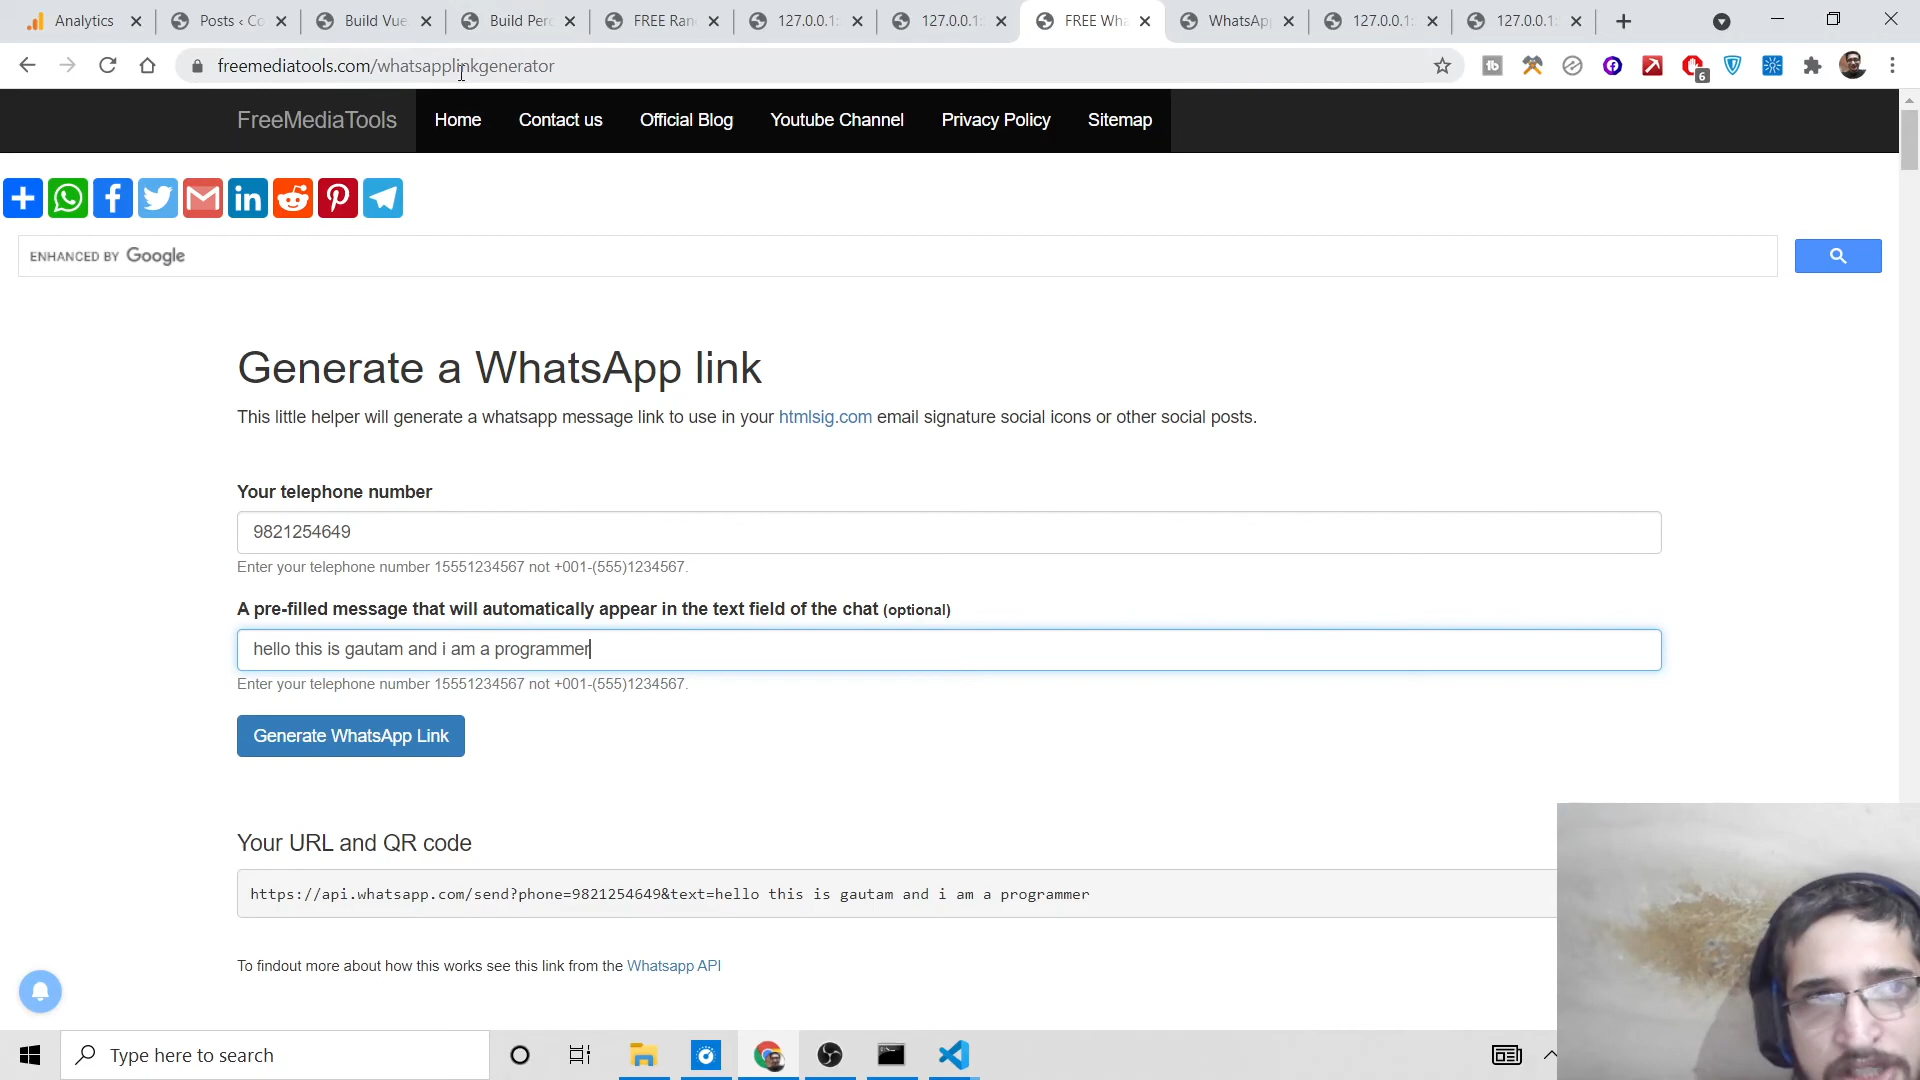 Analytics
Posts ‹ Co
Build Vue
Build Perc
FREE Ran
127.0.0.1:
127.0.0.1:
FREE Wha
WhatsApp
127.0.0.1:
127.0.0.1:
freemediatools.com/whatsapplinkgenerator
6
FreeMediaTools
Home
Contact us
Official Blog
Youtube Channel
Privacy Policy
Sitemap
ENHANCED BY Google
Generate a WhatsApp link
This little helper will generate a whatsapp message link to use in your htmlsig.com email signature social icons or other social posts.
Your telephone number
9821254649
Enter your telephone number 15551234567 not +001-(555)1234567.
A pre-filled message that will automatically appear in the text field of the chat (optional)
hello this is gautam and i am a programmer
Enter your telephone number 15551234567 not +001-(555)1234567.
Generate WhatsApp Link
Your URL and QR code
https://api.whatsapp.com/send?phone=9821254649&text=hello this is gautam and i am a programmer
To findout more about how this works see this link from the Whatsapp API
Type here to search